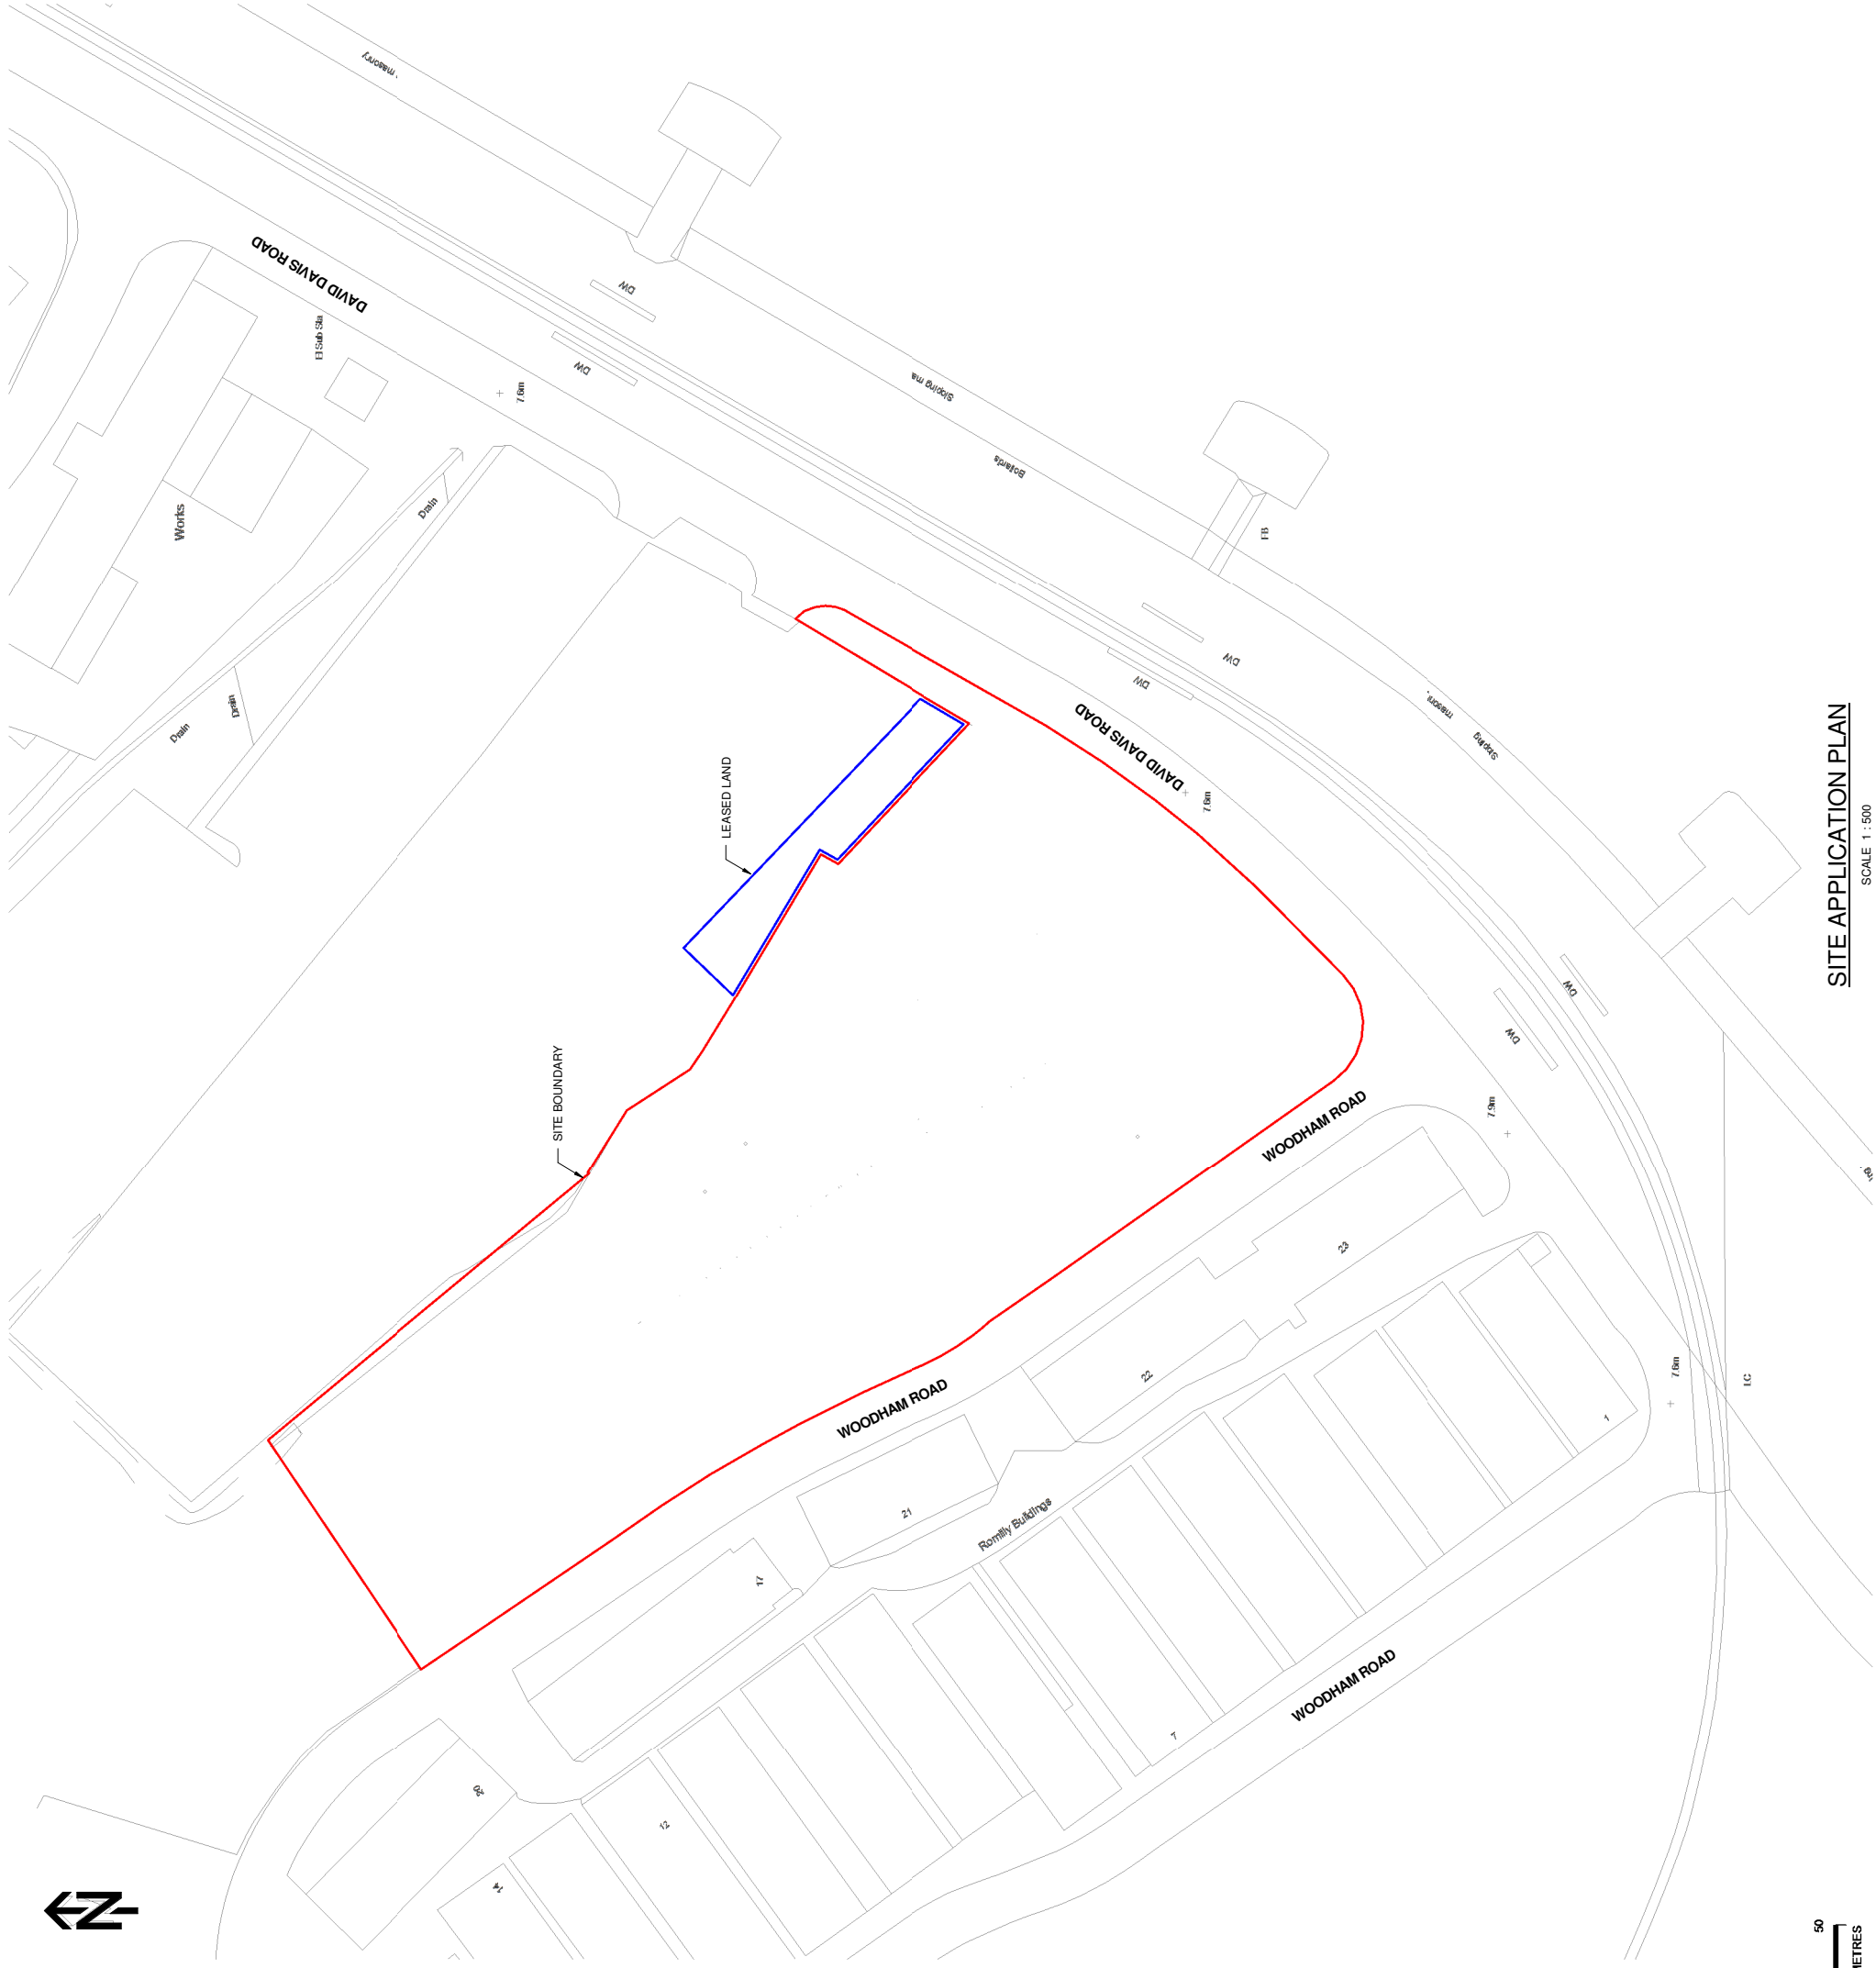 masonry
DAVID DAVIS ROAD
El Sub Sta
DW
DW
7.6m
Sloping ma
Bollards
Works
Drain
FB
Drain
Drain
DW
DW
DAVID DAVIS ROAD
masonry
Sloping
LEASED LAND
7.6m
SITE APPLICATION PLAN
SCALE 1 : 500
DW
DW
SITE BOUNDARY
7.9m
WOODHAM ROAD
23
22
7.6m
LC
WOODHAM ROAD
1
21
Romilly Buildings
17
WOODHAM ROAD
7
20
12
14
N
50
METRES